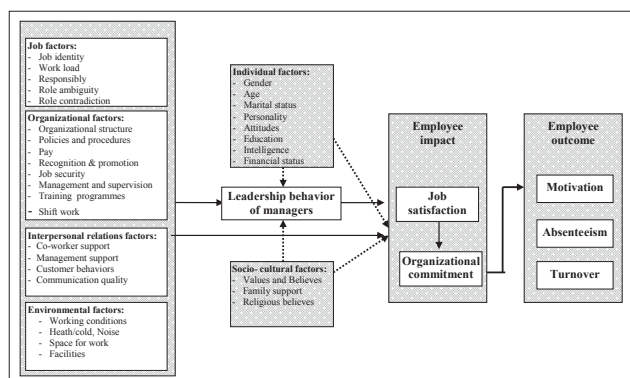 Job factors:
- Job identity
- Work load
- Responsibly
- Role ambiguity
- Role contradiction
Organizational factors:
- Organizational structure
- Policies and procedures
- Pay
- Recognition & promotion
- Job security
- Management and supervision
- Training programmes
- Shift work
Interpersonal relations factors:
- Co-worker support
- Management support
- Customer behaviors
- Communication quality
Environmental factors:
- Working conditions
- Heath/cold, Noise
- Space for work
- Facilities
Individual factors:
- Gender
- Age
- Marital status
- Personality
- Attitudes
- Education
- Intelligence
- Financial status
Leadership behavior
of managers
Socio- cultural factors:
- Values and Believes
- Family support
- Religious believes
Employee
impact
Job
satisfaction
Organizational
commitment
Employee
outcome
Motivation
Absenteeism
Turnover